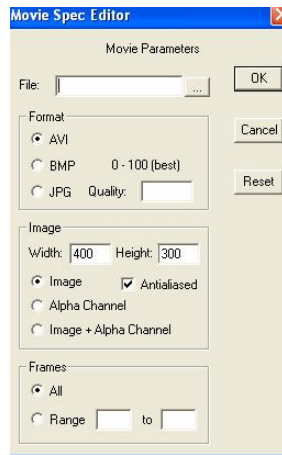 Movie Spec Editor
Movie Parameters
File: ...
OK
Format
AVI
Cancel
BMP 0 - 100 (best)
JPG Quality:
Reset
Image
Width: 400 Height: 300
Image Antialiased
Alpha Channel
Image + Alpha Channel
Frames
All
Range to